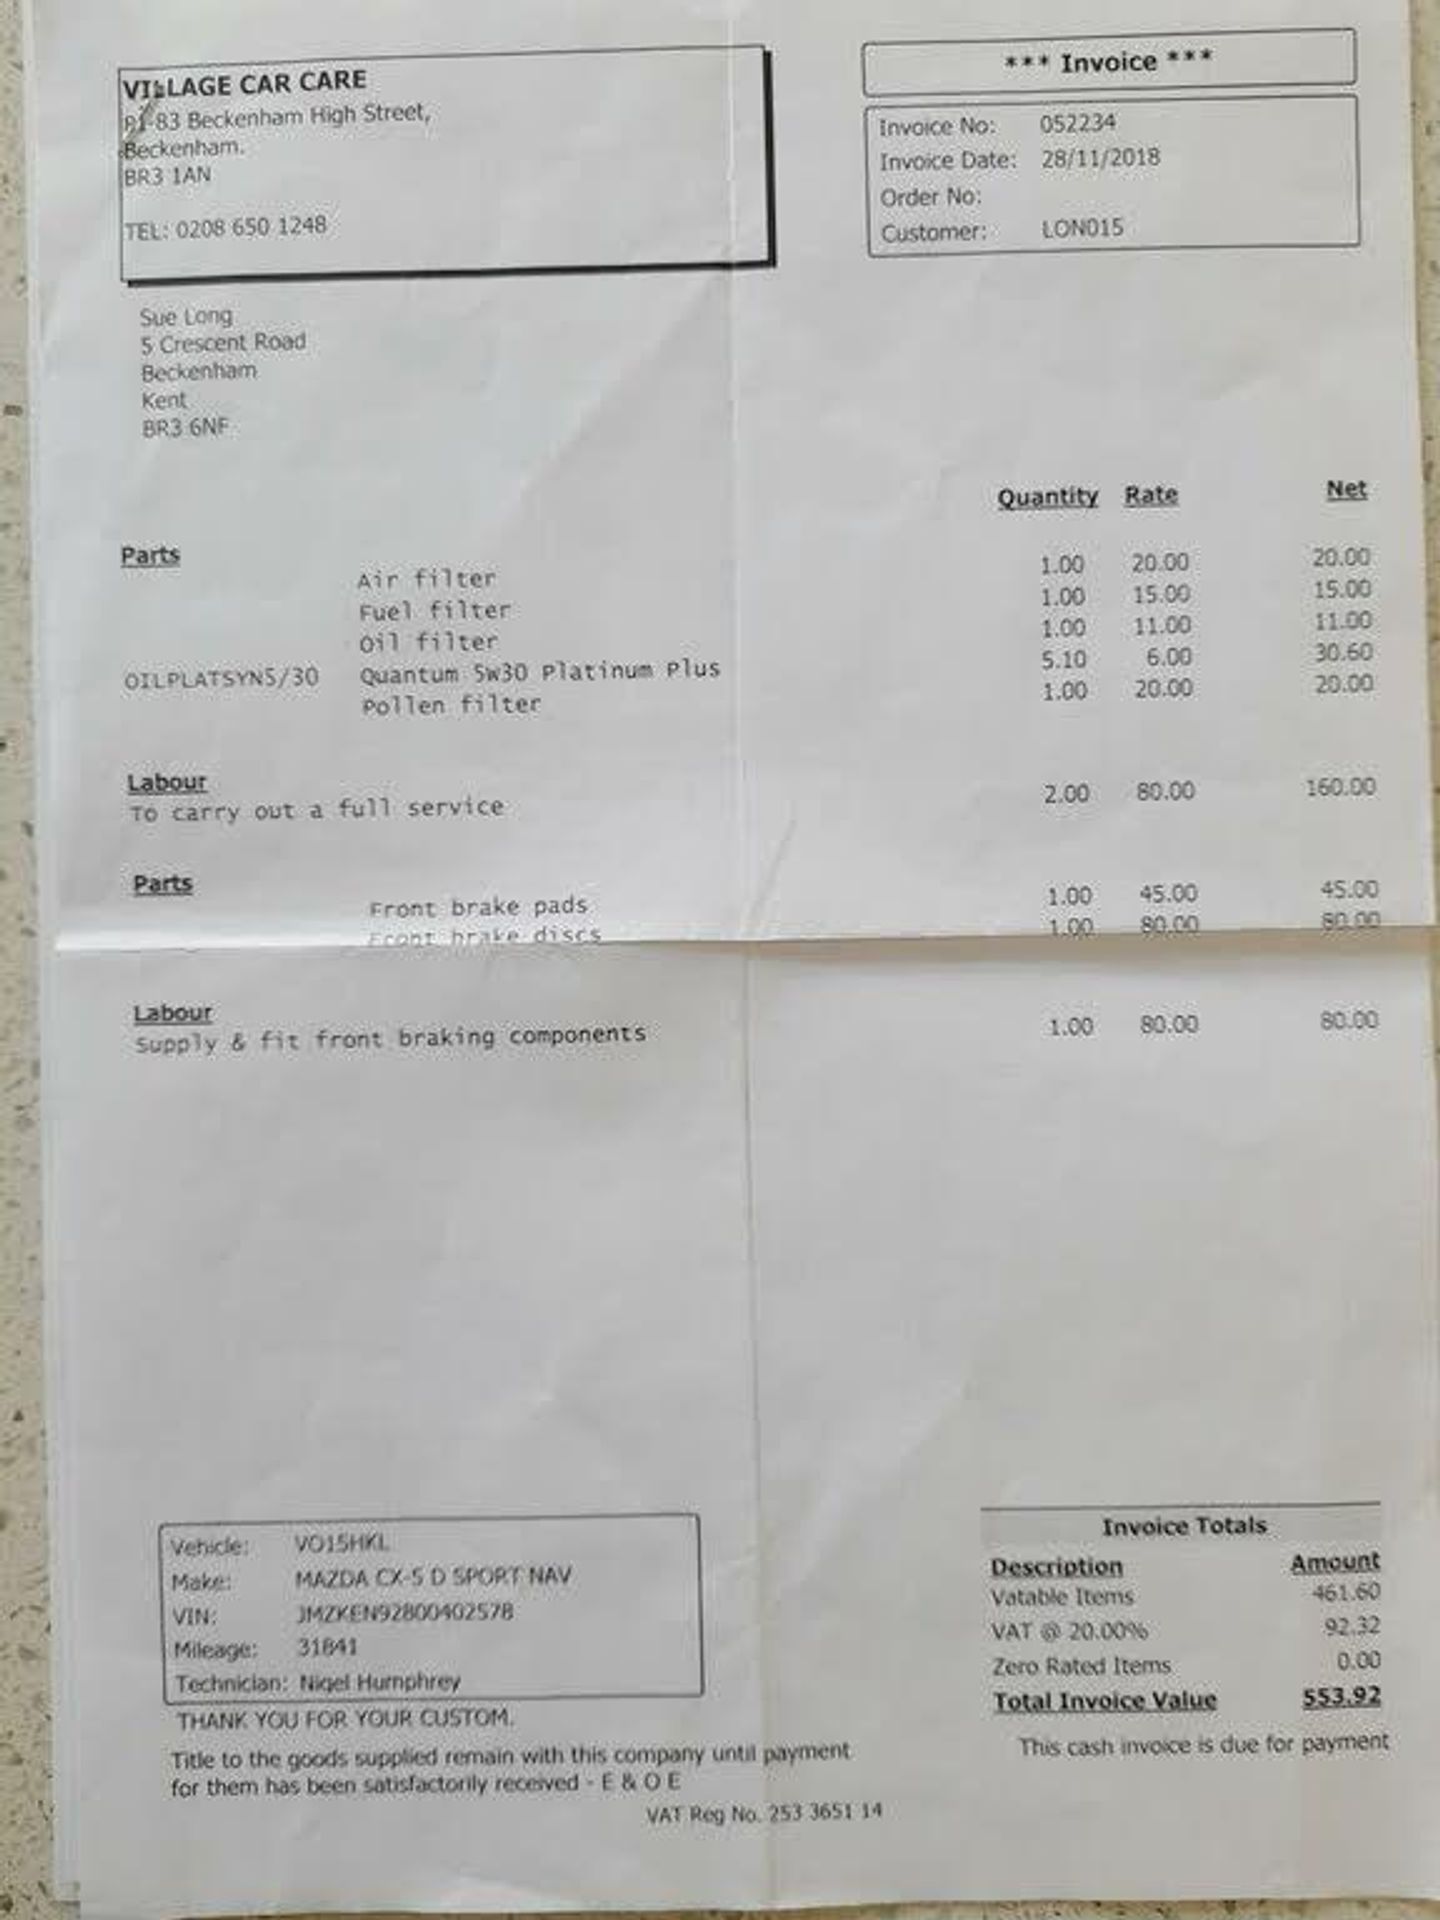 VILLAGE CAR CARE
81-83 Beckenham High Street,
Beckenham.
BR3 1AN
TEL: 0208 650 1248
*** Invoice ***
Invoice No: 052234
Invoice Date: 28/11/2018
Order No:
Customer: LON015
Sue Long
5 Crescent Road
Beckenham
Kent
BR3 6NF
Quantity Rate Net
Parts
Air filter 1.00 20.00 20.00
Fuel filter 1.00 15.00 15.00
Oil filter 1.00 11.00 11.00
OILPLATSYN5/30 Quantum 5w30 Platinum Plus 5.10 6.00 30.60
Pollen filter 1.00 20.00 20.00
Labour
To carry out a full service 2.00 80.00 160.00
Parts
Front brake pads 1.00 45.00 45.00
Front brake discs 1.00 80.00 80.00
Labour
Supply & fit front braking components 1.00 80.00 80.00
Vehicle: VO15HKL
Make: MAZDA CX-5 D SPORT NAV
VIN: JMZKEN92800402578
Mileage: 31841
Technician: Nigel Humphrey
THANK YOU FOR YOUR CUSTOM.
Title to the goods supplied remain with this company until payment
for them has been satisfactorily received - E & O E
VAT Reg No. 253 3651 14
Invoice Totals
Description Amount
Vatable Items 461.60
VAT @ 20.00% 92.32
Zero Rated Items 0.00
Total Invoice Value 553.92
This cash invoice is due for payment